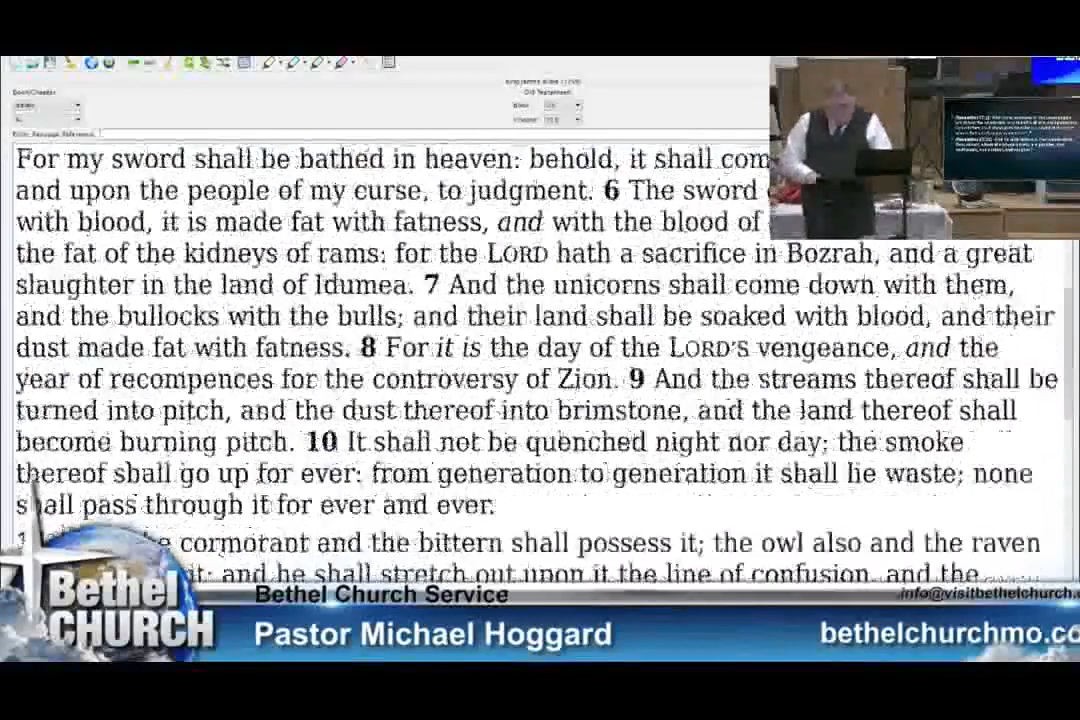 For my sword shall be bathed in heaven: behold, it shall com
and upon the people of my curse, to judgment. 6 The sword
with blood, it is made fat with fatness, and with the blood of
the fat of the kidneys of rams: for the LORD hath a sacrifice in Bozrah, and a great
slaughter in the land of Idumea. 7 And the unicorns shall come down with them,
and the bullocks with the bulls; and their land shall be soaked with blood, and their
dust made fat with fatness. 8 For it is the day of the LORD'S vengeance, and the
year of recompences for the controversy of Zion. 9 And the streams thereof shall be
turned into pitch, and the dust thereof into brimstone, and the land thereof shall
become burning pitch. 10 It shall not be quenched night nor day; the smoke
thereof shall go up for ever: from generation to generation it shall lie waste; none
shall pass through it for ever and ever.
cormorant and the bittern shall possess it; the owl also and the raven
it: and he shall stretch out upon it the line of confusion, and the
Bethel Church Service
info@visitbethelchurch.
Bethel
CHURCH
Pastor Michael Hoggard
bethelchurchmo.co